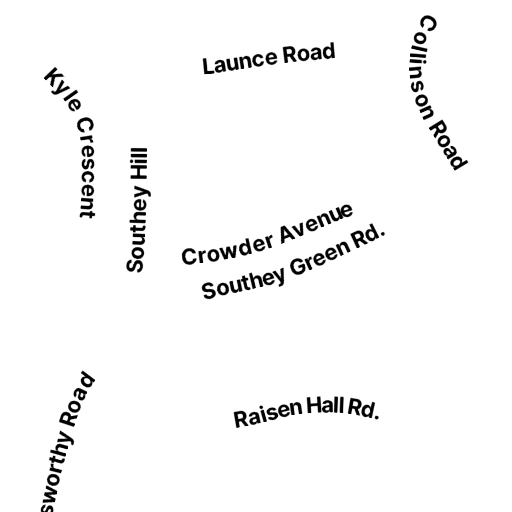 Collinson Road
Launce Road
Kyle Crescent
Southey Hill
Crowder Avenue
Southey Green Rd.
sworthy Road
Raisen Hall Rd.